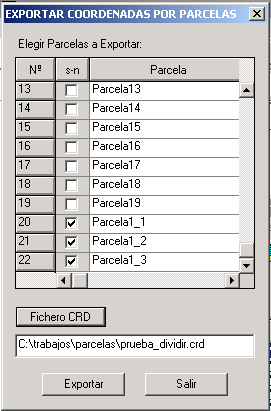 EXPORTAR COORDENADAS POR PARCELAS
Elegir Parcelas a Exportar:
Nº s-n Parcela
13 Parcela13
14 Parcela14
15 Parcela15
16 Parcela16
17 Parcela17
18 Parcela18
19 Parcela19
20 Parcela1_1
21 Parcela1_2
22 Parcela1_3
Fichero CRD
C:\trabajos\parcelas\prueba_dividir.crd
Exportar Salir